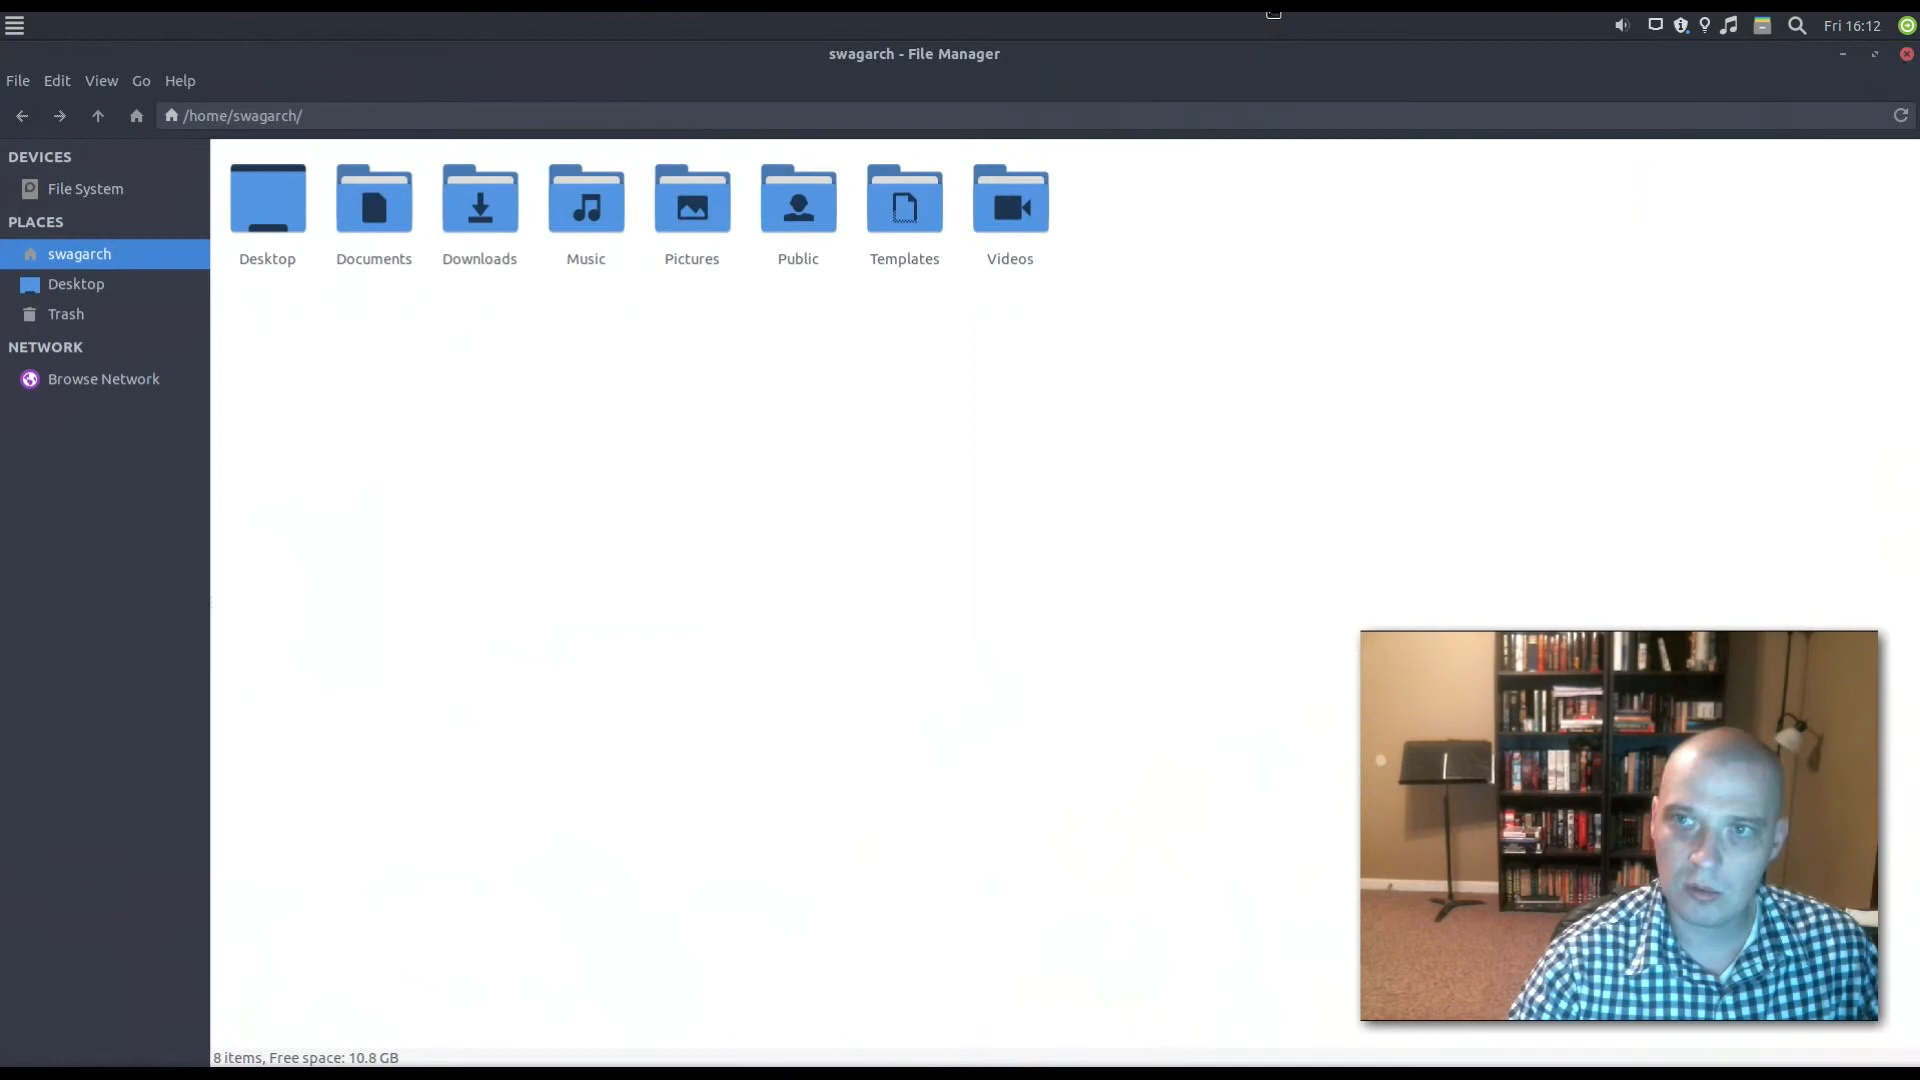 Fri 16:12
swagarch - File Manager
File Edit View Go Help
/home/swagarch/
DEVICES
File System
PLACES
swagarch
Desktop
Trash
NETWORK
Browse Network
Desktop Documents Downloads Music Pictures Public Templates Videos
8 items, Free space: 10.8 GB